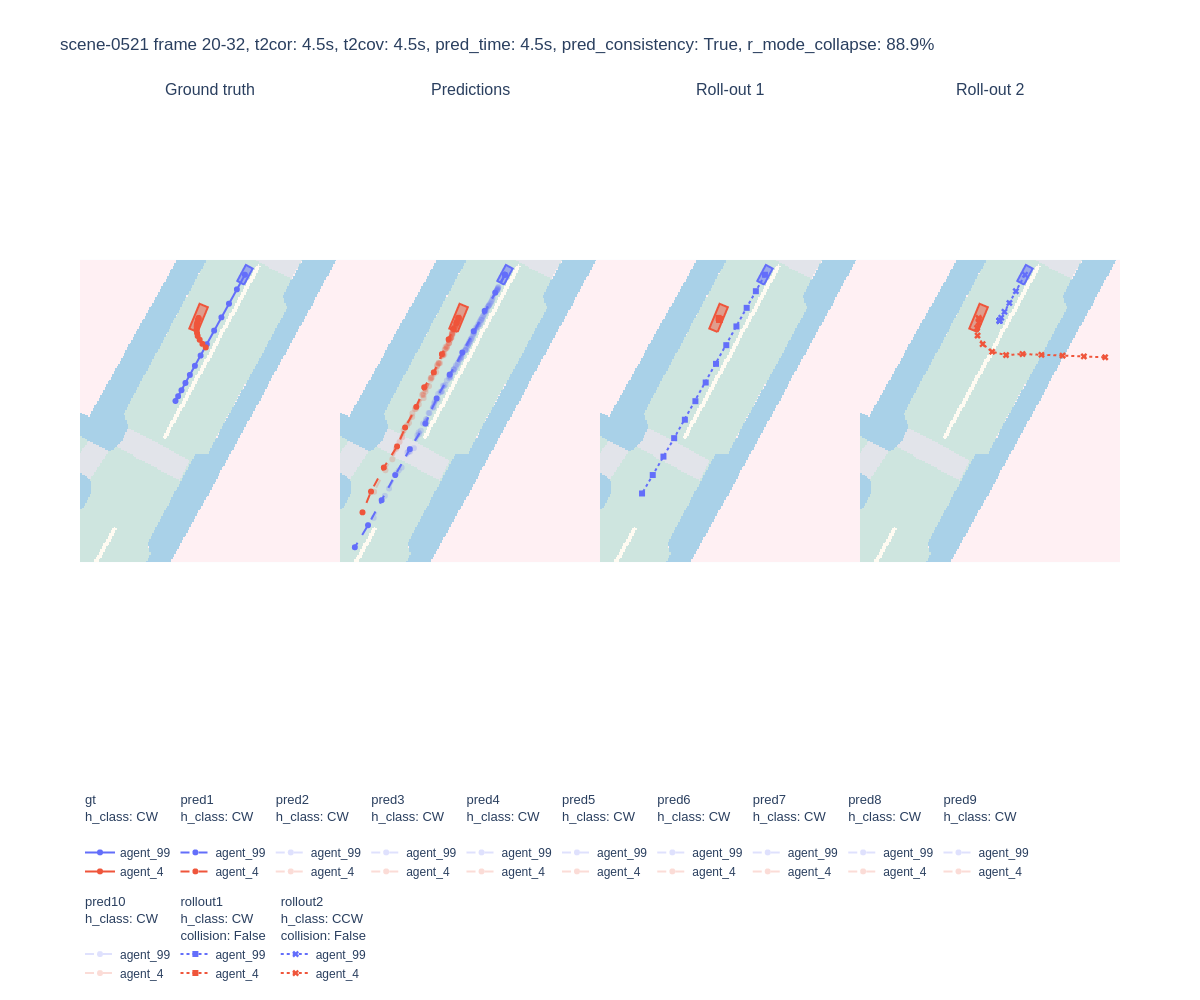 scene-0521 frame 20-32, t2cor: 4.5s, t2cov: 4.5s, pred_time: 4.5s, pred_consistency: True, r_mode_collapse: 88.9%
Ground truth Predictions Roll-out 1 Roll-out 2
gt pred1 pred2 pred3 pred4 pred5 pred6 pred7 pred8 pred9
h_class: CW h_class: CW h_class: CW h_class: CW h_class: CW h_class: CW h_class: CW h_class: CW h_class: CW h_class: CW
agent_99 agent_99 agent_99 agent_99 agent_99 agent_99 agent_99 agent_99 agent_99 agent_99
agent_4 agent_4 agent_4 agent_4 agent_4 agent_4 agent_4 agent_4 agent_4 agent_4
pred10 rollout1 rollout2
h_class: CW h_class: CW h_class: CCW
collision: False collision: False
agent_99 agent_99 agent_99
agent_4 agent_4 agent_4